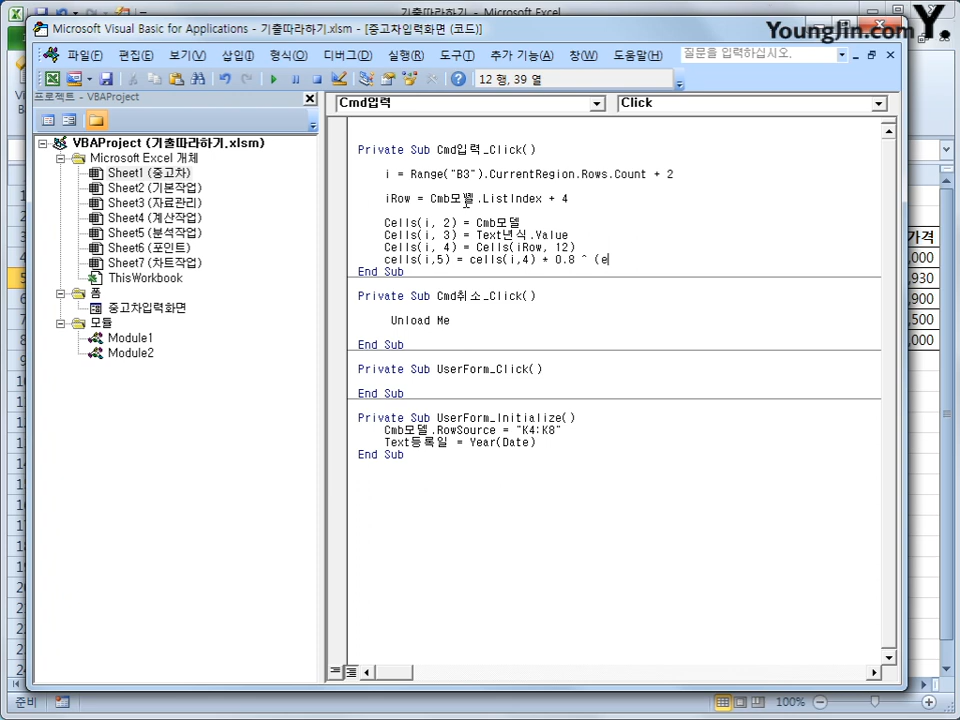 기출따라하기.xlsm - Microsoft Excel
Microsoft Visual Basic for Applications - 기출따라하기.xlsm - [중고차입력화면 (코드)]
YoungJin.com Y.
파일(F) 편집(E) 보기(V) 삽입(I) 형식(O) 디버그(D) 실행(R) 도구(T) 추가 기능(A) 창(W) 도움말(H) 질문을 입력하십시오.
12 행, 39 열
프로젝트 - VBAProject
Cmd입력 Click
VBAProject (기출따라하기.xlsm)
Microsoft Excel 개체
Sheet1 (중고차)
Sheet2 (기본작업)
Sheet3 (자료관리)
Sheet4 (계산작업)
Sheet5 (분석작업)
Sheet6 (포인트)
Sheet7 (차트작업)
ThisWorkbook
폼
중고차입력화면
모듈
Module1
Module2
Private Sub Cmd입력_Click()
i = Range("B3").CurrentRegion.Rows.Count + 2
iRow = Cmb모델.ListIndex + 4
Cells(i, 2) = Cmb모델
Cells(i, 3) = Text년식.Value
Cells(i, 4) = Cells(iRow, 12)
cells(i,5) = cells(i,4) * 0.8 ^ (e
End Sub
Private Sub Cmd취소_Click()
Unload Me
End Sub
Private Sub UserForm_Click()
End Sub
Private Sub UserForm_Initialize()
Cmb모델.RowSource = "K4:K8"
Text등록일 = Year(Date)
End Sub
가격
,000
,930
,900
,500
,000
준비
100%